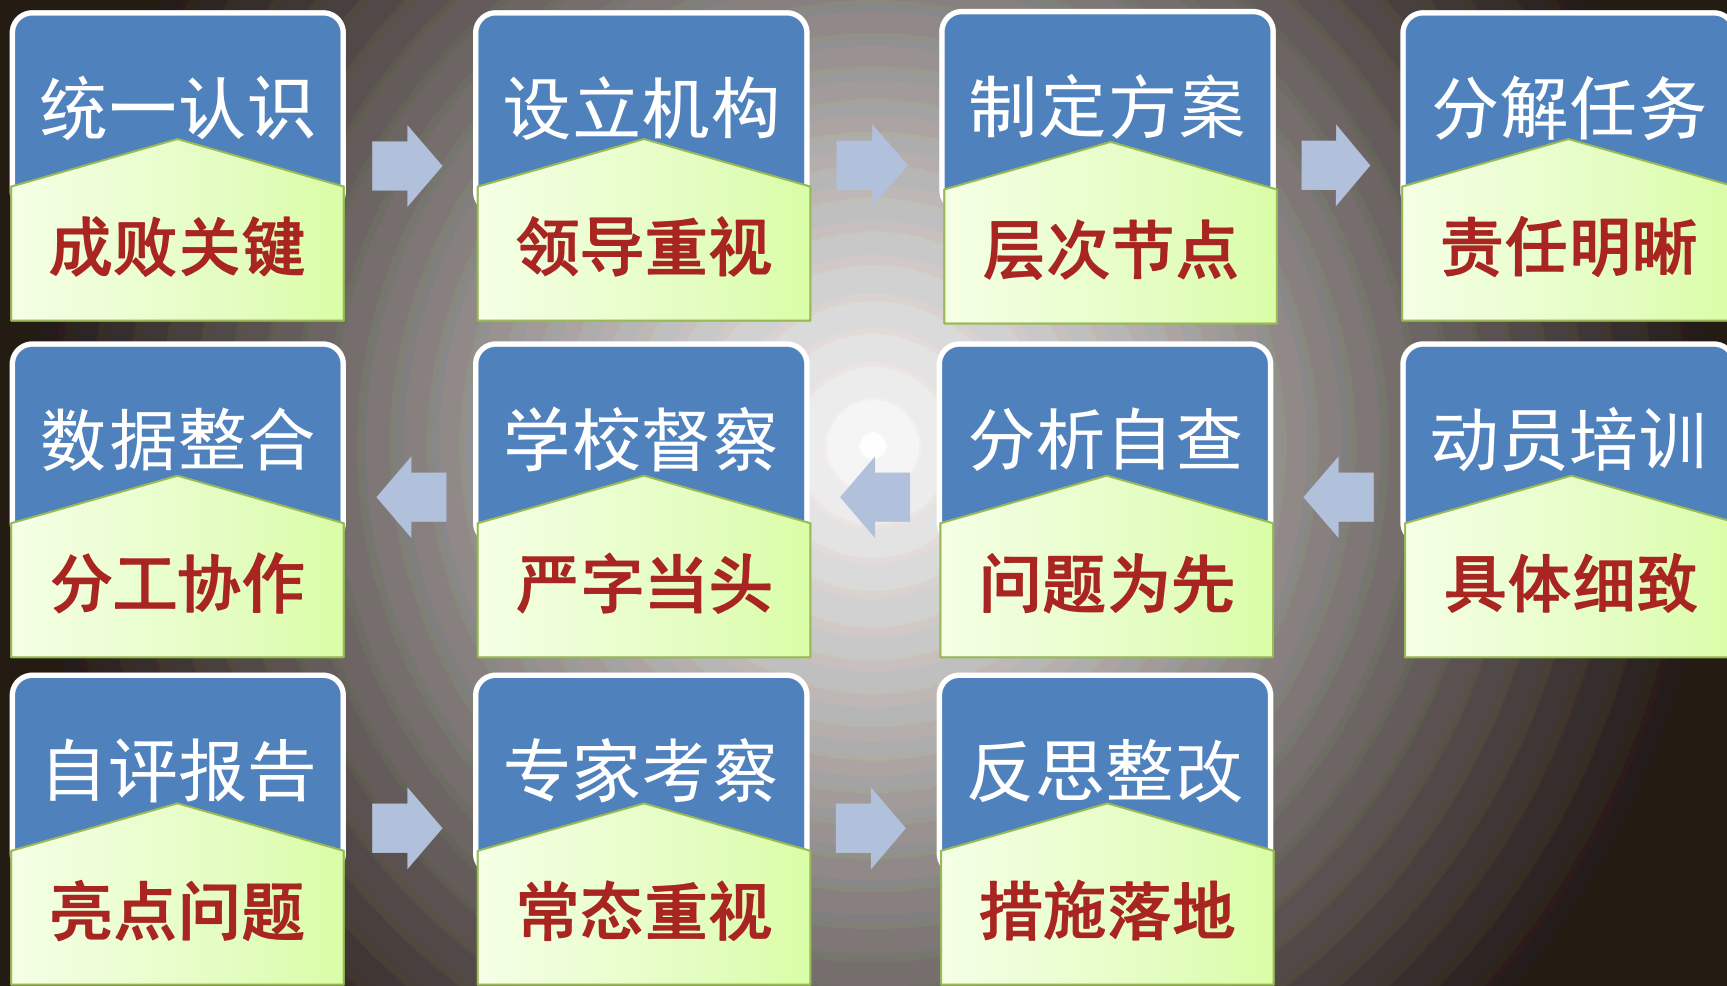 统一认识
成败关键
设立机构
领导重视
制定方案
层次节点
分解任务
责任明晰
动员培训
具体细致
分析自查
问题为先
学校督察
严字当头
数据整合
分工协作
自评报告
亮点问题
专家考察
常态重视
反思整改
措施落地